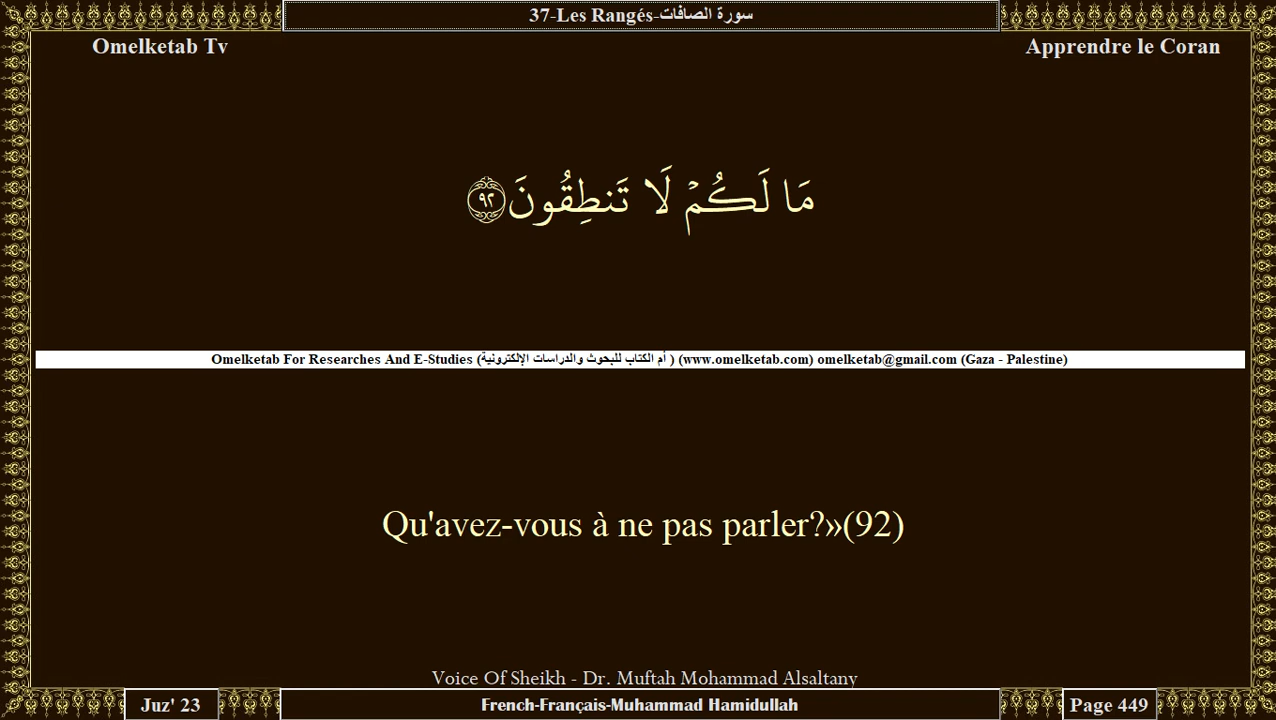 37-Les Rangés-سورة الصافات
Omelketab Tv
Apprendre le Coran
مَا لَكُمۡ لَا تَنطِقُونَ ٩٢
Omelketab For Researches And E-Studies (أم الكتاب للبحوث والدراسات الإلكترونية ) (www.omelketab.com) omelketab@gmail.com (Gaza - Palestine)
Qu'avez-vous à ne pas parler?»(92)
Voice Of Sheikh - Dr. Muftah Mohammad Alsaltany
Juz' 23
French-Français-Muhammad Hamidullah
Page 449